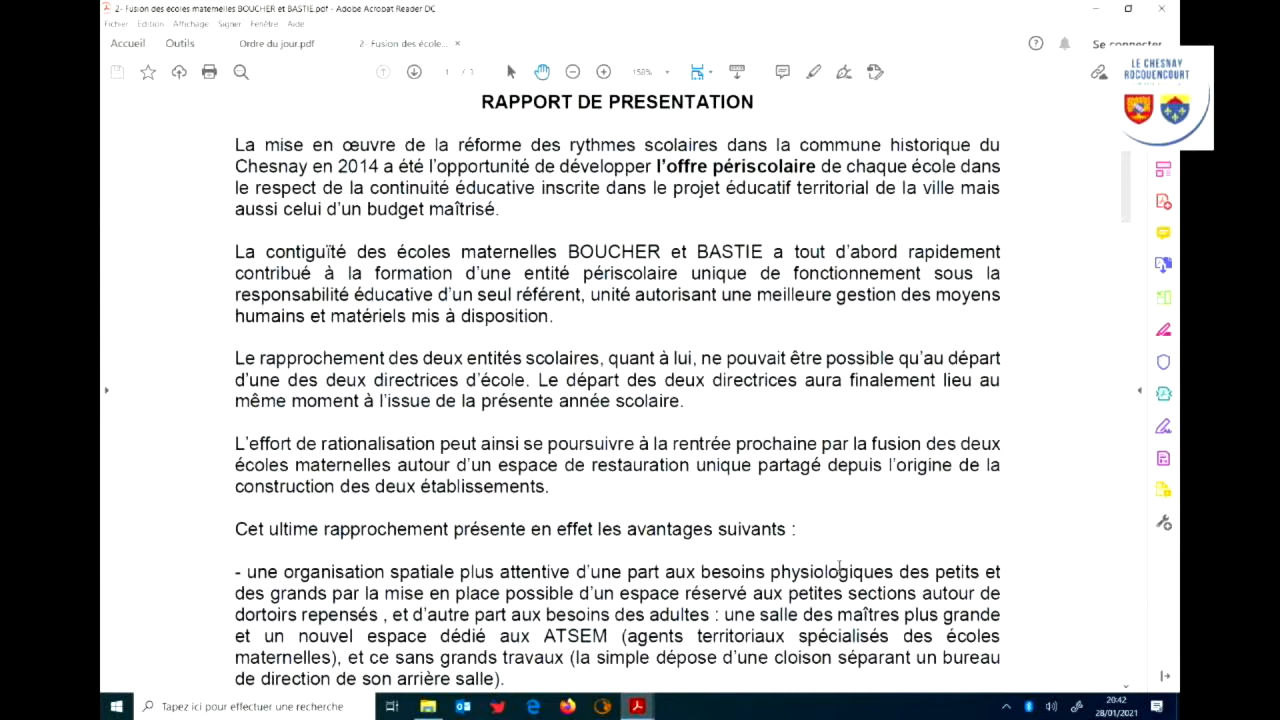 2- Fusion des écoles maternelles BOUCHER et BASTIE.pdf - Adobe Acrobat Reader DC
Fichier Edition Affichage Signer Fenêtre Aide
Accueil Outils Ordre du jour.pdf 2- Fusion des école... ×
Se connecter
1 / 150%
LE CHESNAY
ROCQUENCOURT
RAPPORT DE PRESENTATION
La mise en œuvre de la réforme des rythmes scolaires dans la commune historique du
Chesnay en 2014 a été l’opportunité de développer l’offre périscolaire de chaque école dans
le respect de la continuité éducative inscrite dans le projet éducatif territorial de la ville mais
aussi celui d’un budget maîtrisé.
La contiguïté des écoles maternelles BOUCHER et BASTIE a tout d’abord rapidement
contribué à la formation d’une entité périscolaire unique de fonctionnement sous la
responsabilité éducative d’un seul référent, unité autorisant une meilleure gestion des moyens
humains et matériels mis à disposition.
Le rapprochement des deux entités scolaires, quant à lui, ne pouvait être possible qu’au départ
d’une des deux directrices d’école. Le départ des deux directrices aura finalement lieu au
même moment à l’issue de la présente année scolaire.
L’effort de rationalisation peut ainsi se poursuivre à la rentrée prochaine par la fusion des deux
écoles maternelles autour d’un espace de restauration unique partagé depuis l’origine de la
construction des deux établissements.
Cet ultime rapprochement présente en effet les avantages suivants :
- une organisation spatiale plus attentive d’une part aux besoins physiologiques des petits et
des grands par la mise en place possible d’un espace réservé aux petites sections autour de
dortoirs repensés , et d’autre part aux besoins des adultes : une salle des maîtres plus grande
et un nouvel espace dédié aux ATSEM (agents territoriaux spécialisés des écoles
maternelles), et ce sans grands travaux (la simple dépose d’une cloison séparant un bureau
de direction de son arrière salle).
Tapez ici pour effectuer une recherche
20:42
28/01/2021